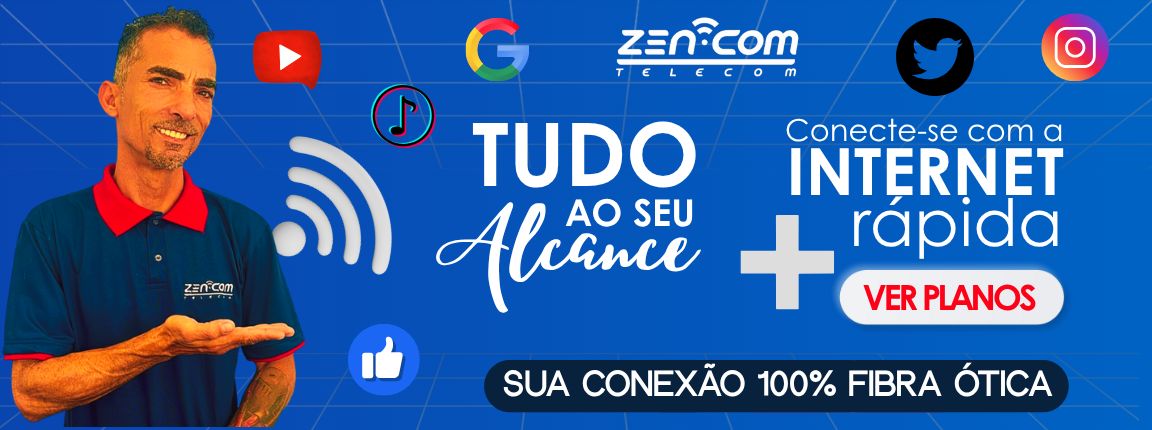 ZEN:COM
TELECOM
TUDO
AO SEU
Alcance
Conecte-se com a
INTERNET
+ rápida
VER PLANOS
SUA CONEXÃO 100% FIBRA ÓTICA
ZEN:COM
TELECOM